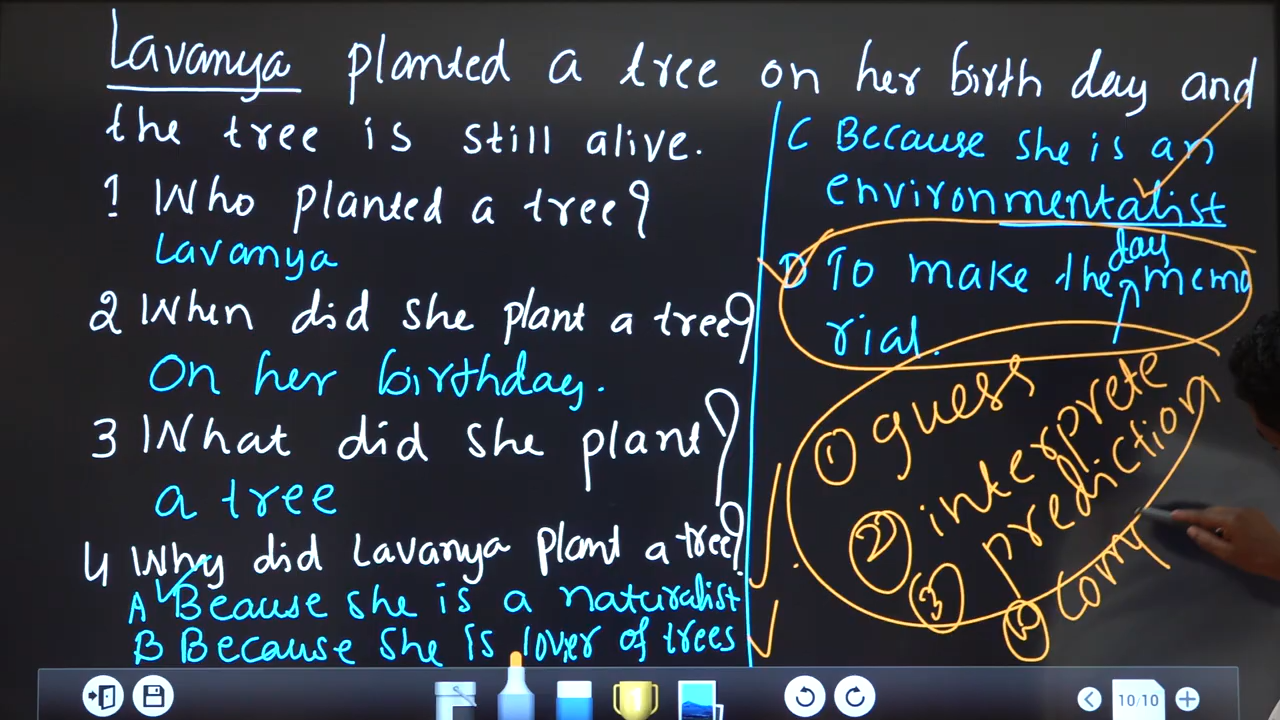 Lavanya planted a tree on her birth day and
the tree is still alive.
1 Who planted a tree?
Lavanya
2 When did she plant a tree?
On her birthday.
3 What did she plant?
a tree
4 Why did Lavanya plant a tree?
A Beause she is a naturalist
B Because she is lover of trees
C Because she is an
environmentalist
D To make the day memo
rial.
① guess
② interprete
③ prediction
④ com
10/10